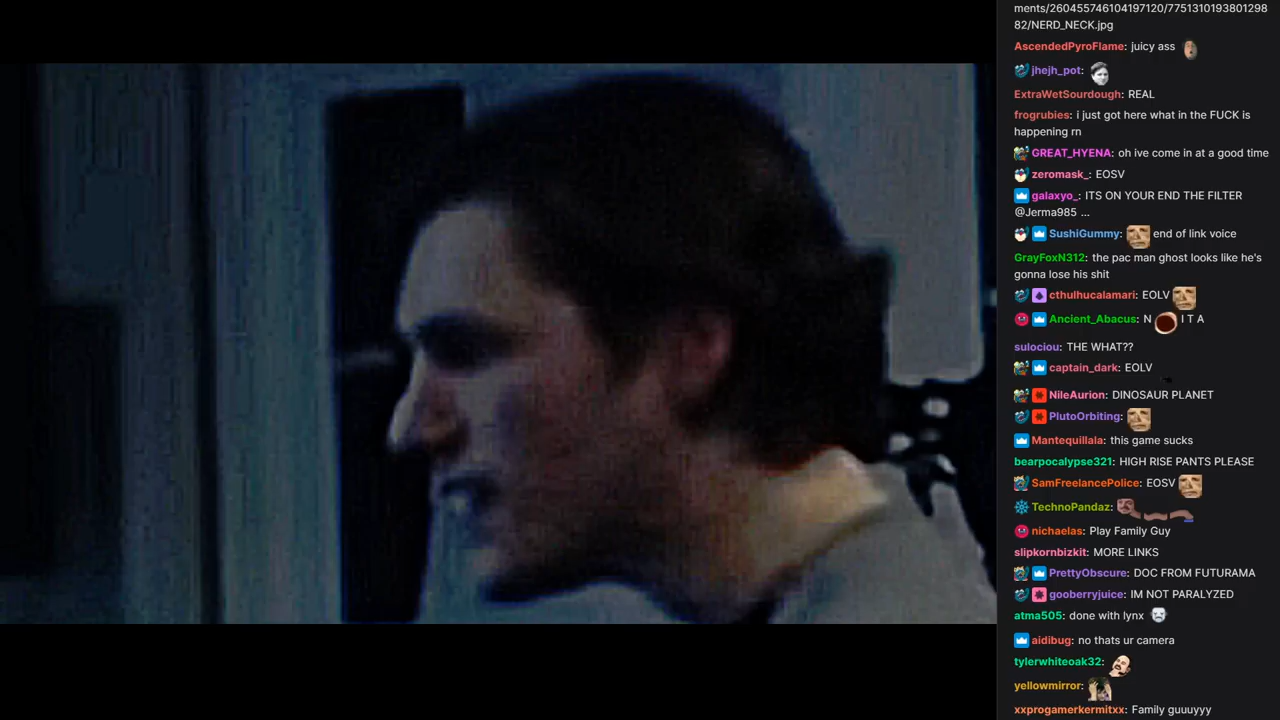 ments/260455746104197120/7751310193801298
82/NERD_NECK.jpg
AscendedPyroFlame: juicy ass
jhejh_pot:
ExtraWetSourdough: REAL
frogrubies: i just got here what in the FUCK is
happening rn
GREAT_HYENA: oh ive come in at a good time
zeromask_: EOSV
galaxyo_: ITS ON YOUR END THE FILTER
@Jerma985 ...
SushiGummy: end of link voice
GrayFoxN312: the pac man ghost looks like he's
gonna lose his shit
cthulhucalamari: EOLV
Ancient_Abacus: N I T A
sulociou: THE WHAT??
captain_dark: EOLV
NileAurion: DINOSAUR PLANET
PlutoOrbiting:
Mantequillaia: this game sucks
bearpocalypse321: HIGH RISE PANTS PLEASE
SamFreelancePolice: EOSV
TechnoPandaz:
nichaelas: Play Family Guy
slipkornbizkit: MORE LINKS
PrettyObscure: DOC FROM FUTURAMA
gooberryjuice: IM NOT PARALYZED
atma505: done with lynx
aidibug: no thats ur camera
tylerwhiteoak32:
yellowmirror:
xxprogamerkermitxx: Family guuuyyy